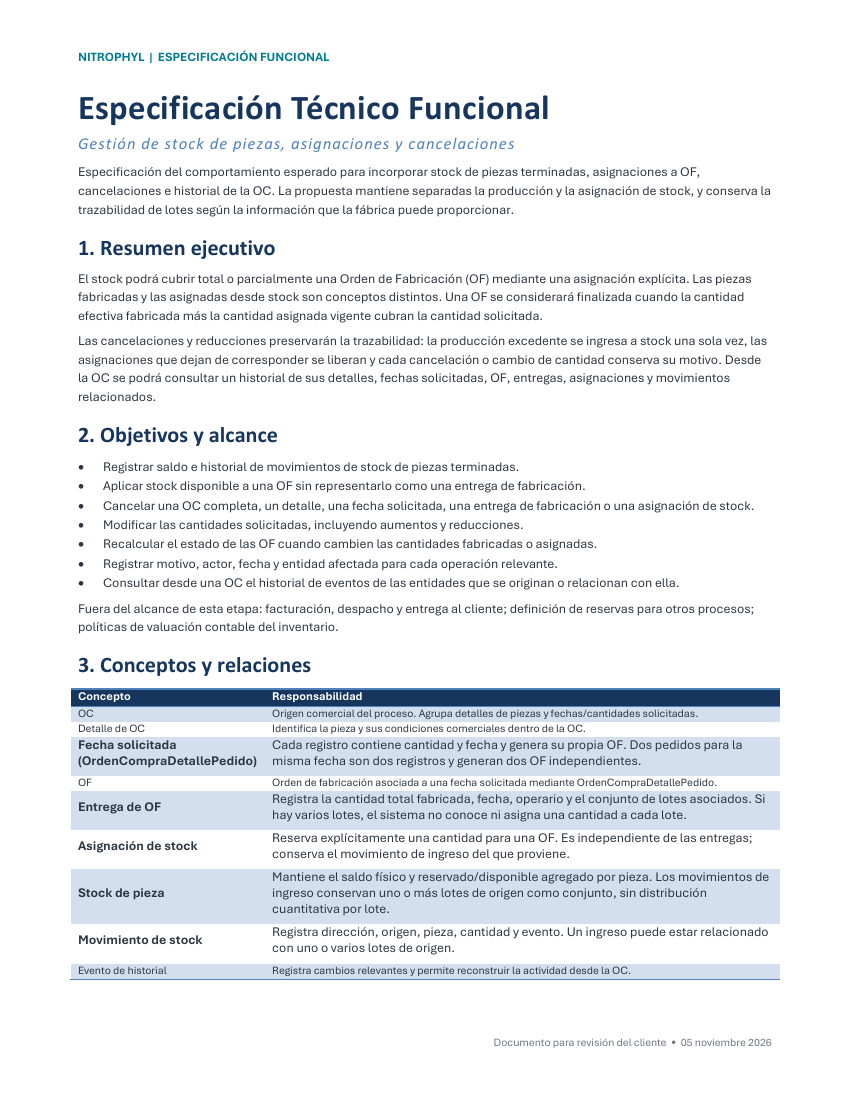 NITROPHYL | ESPECIFICACIÓN FUNCIONAL
Especificación Técnico Funcional
Gestión de stock de piezas, asignaciones y cancelaciones
Especificación del comportamiento esperado para incorporar stock de piezas terminadas, asignaciones a OF,
cancelaciones e historial de la OC. La propuesta mantiene separadas la producción y la asignación de stock, y conserva la
trazabilidad de lotes según la información que la fábrica puede proporcionar.
1. Resumen ejecutivo
El stock podrá cubrir total o parcialmente una Orden de Fabricación (OF) mediante una asignación explícita. Las piezas
fabricadas y las asignadas desde stock son conceptos distintos. Una OF se considerará finalizada cuando la cantidad
efectiva fabricada más la cantidad asignada vigente cubran la cantidad solicitada.
Las cancelaciones y reducciones preservarán la trazabilidad: la producción excedente se ingresa a stock una sola vez, las
asignaciones que dejan de corresponder se liberan y cada cancelación o cambio de cantidad conserva su motivo. Desde
la OC se podrá consultar un historial de sus detalles, fechas solicitadas, OF, entregas, asignaciones y movimientos
relacionados.
2. Objetivos y alcance
• Registrar saldo e historial de movimientos de stock de piezas terminadas.
• Aplicar stock disponible a una OF sin representarlo como una entrega de fabricación.
• Cancelar una OC completa, un detalle, una fecha solicitada, una entrega de fabricación o una asignación de stock.
• Modificar las cantidades solicitadas, incluyendo aumentos y reducciones.
• Recalcular el estado de las OF cuando cambien las cantidades fabricadas o asignadas.
• Registrar motivo, actor, fecha y entidad afectada para cada operación relevante.
• Consultar desde una OC el historial de eventos de las entidades que se originan o relacionan con ella.
Fuera del alcance de esta etapa: facturación, despacho y entrega al cliente; definición de reservas para otros procesos;
políticas de valuación contable del inventario.
3. Conceptos y relaciones
Concepto Responsabilidad
OC Origen comercial del proceso. Agrupa detalles de piezas y fechas/cantidades solicitadas.
Detalle de OC Identifica la pieza y sus condiciones comerciales dentro de la OC.
Fecha solicitada Cada registro contiene cantidad y fecha y genera su propia OF. Dos pedidos para la
(OrdenCompraDetallePedido) misma fecha son dos registros y generan dos OF independientes.
OF Orden de fabricación asociada a una fecha solicitada mediante OrdenCompraDetallePedido.
Entrega de OF Registra la cantidad total fabricada, fecha, operario y el conjunto de lotes asociados. Si
hay varios lotes, el sistema no conoce ni asigna una cantidad a cada lote.
Asignación de stock Reserva explícitamente una cantidad para una OF. Es independiente de las entregas;
conserva el movimiento de ingreso del que proviene.
Stock de pieza Mantiene el saldo físico y reservado/disponible agregado por pieza. Los movimientos de
ingreso conservan uno o más lotes de origen como conjunto, sin distribución
cuantitativa por lote.
Movimiento de stock Registra dirección, origen, pieza, cantidad y evento. Un ingreso puede estar relacionado
con uno o varios lotes de origen.
Evento de historial Registra cambios relevantes y permite reconstruir la actividad desde la OC.
Documento para revisión del cliente • 05 noviembre 2026